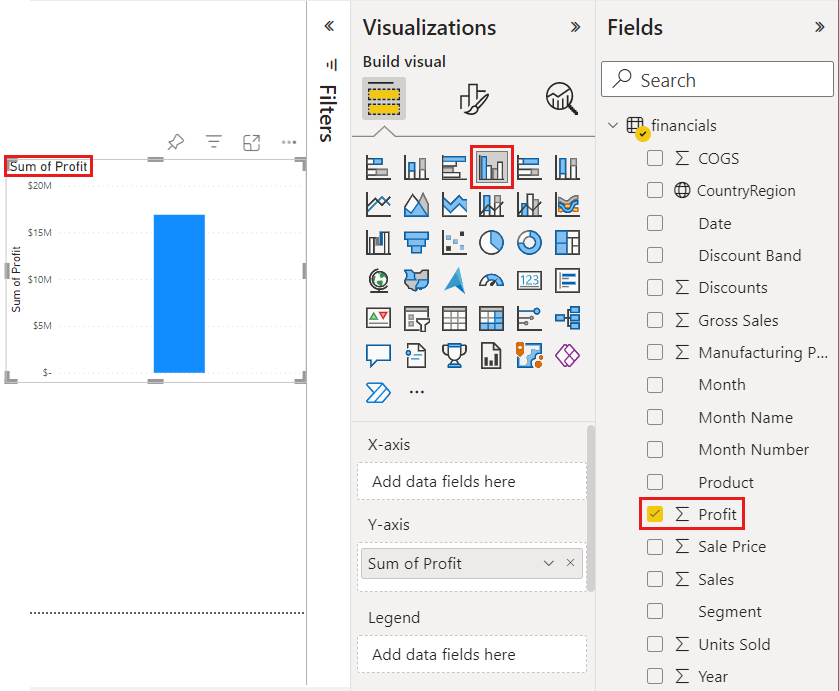 Sum of Profit
$20M
$15M
$10M
$5M
$-
Sum of Profit
Filters
Visualizations
Build visual
123
X-axis
Add data fields here
Y-axis
Sum of Profit
Legend
Add data fields here
Fields
Search
financials
COGS
CountryRegion
Date
Discount Band
Discounts
Gross Sales
Manufacturing P...
Month
Month Name
Month Number
Product
Profit
Sale Price
Sales
Segment
Units Sold
Year